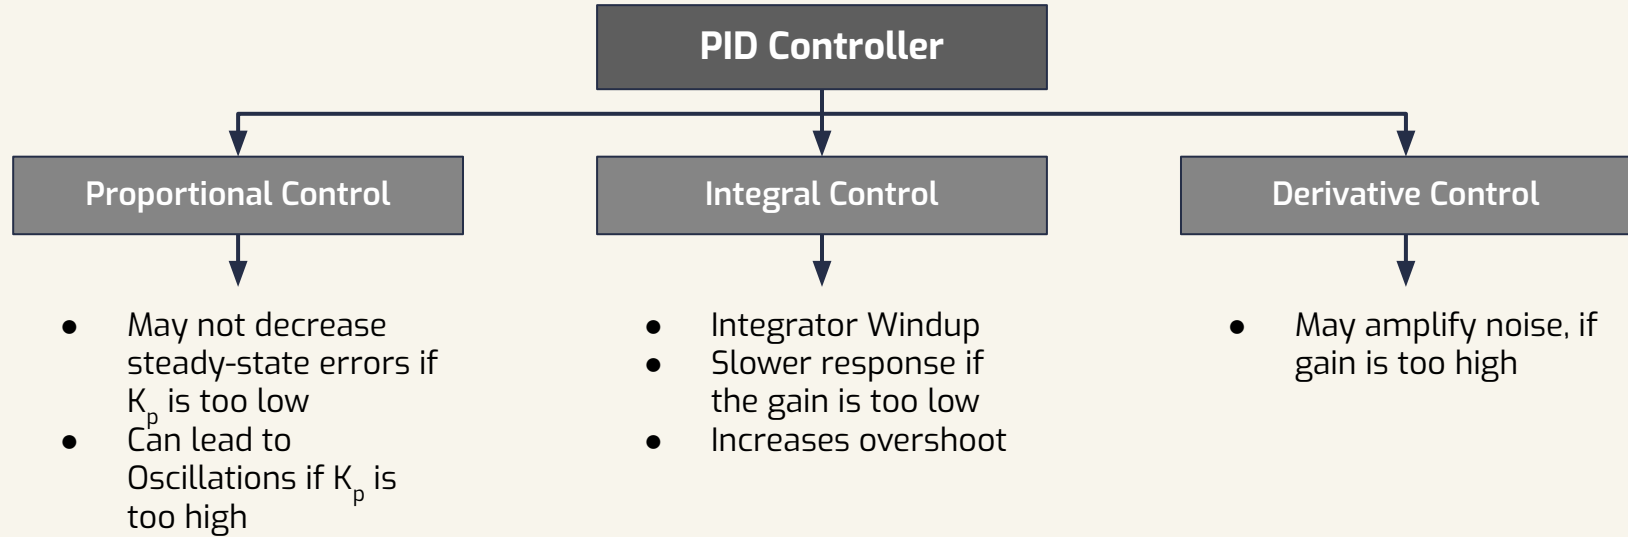 PID Controller
Proportional Control
Integral Control
Derivative Control
● May not decrease
steady-state errors if
Kₚ is too low
● Can lead to
Oscillations if Kₚ is
too high
● Integrator Windup
● Slower response if
the gain is too low
● Increases overshoot
● May amplify noise, if
gain is too high